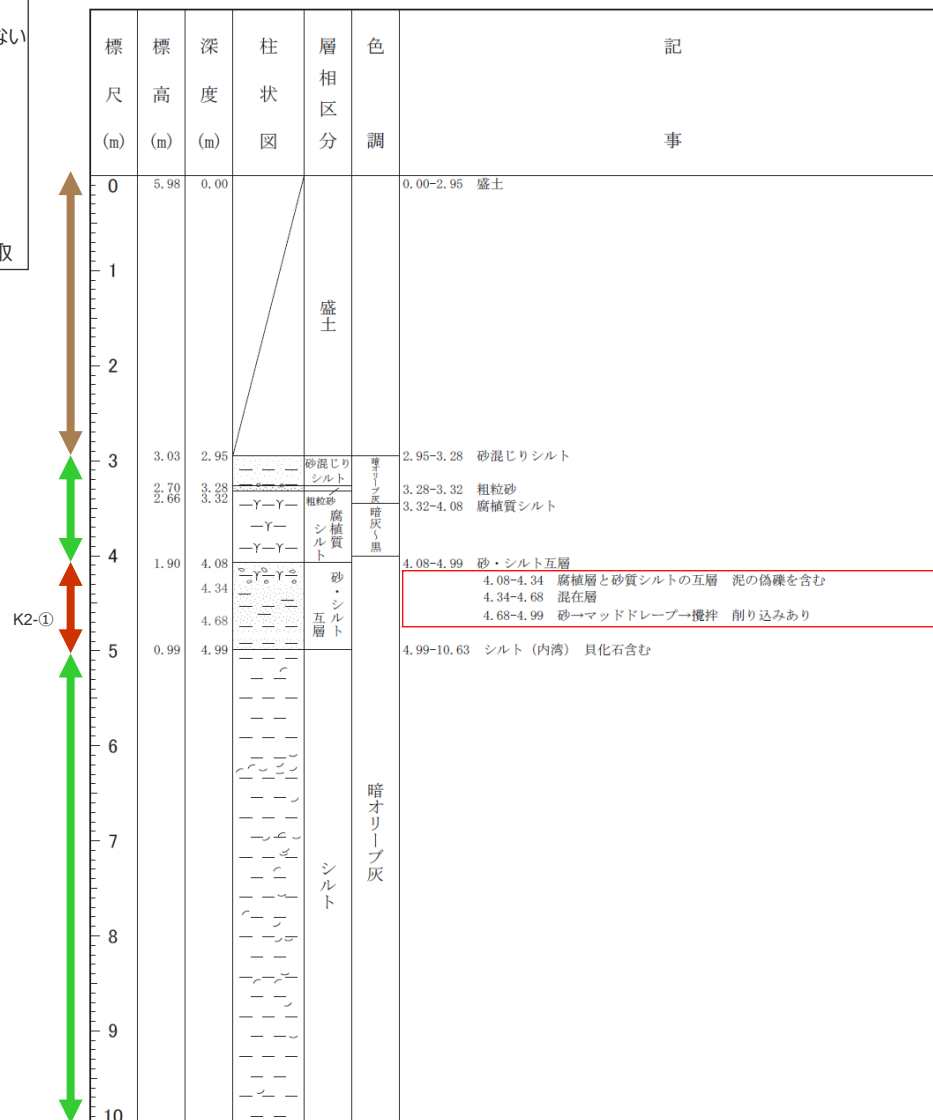 ない
取
標尺(m)
標高(m)
深度(m)
柱状図
層相区分
色調
記事
0 5.98 0.00 0.00-2.95 盛土
1
盛土
2
3 3.03 2.95 砂混じりシルト 暗オリーブ灰 2.95-3.28 砂混じりシルト
2.70 3.28 粗粒砂 3.28-3.32 粗粒砂
2.66 3.32 腐植質シルト 暗灰～黒 3.32-4.08 腐植質シルト
4 1.90 4.08 砂・シルト互層 4.08-4.99 砂・シルト互層
4.08-4.34 腐植層と砂質シルトの互層 泥の偽礫を含む
4.34 4.34-4.68 混在層
K2-① 4.68 4.68-4.99 砂→マッドドレープ→攪拌 削り込みあり
5 0.99 4.99 4.99-10.63 シルト（内湾） 貝化石含む
6
7
シルト
暗オリーブ灰
8
9
10